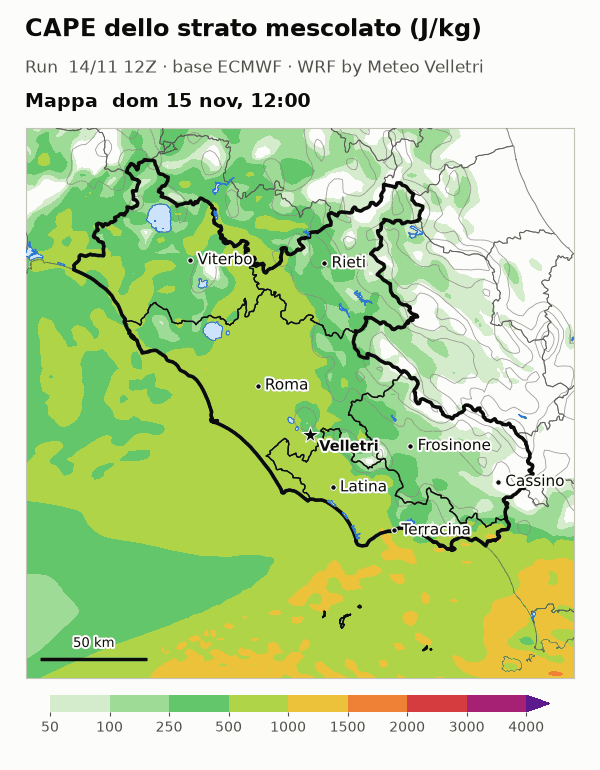 CAPE dello strato mescolato (J/kg)
Run  14/11 12Z · base ECMWF · WRF by Meteo Velletri
Mappa  dom 15 nov, 12:00
Viterbo
Rieti
Roma
Velletri
Frosinone
Latina
Cassino
Terracina
50 km
50 100 250 500 1000 1500 2000 3000 4000